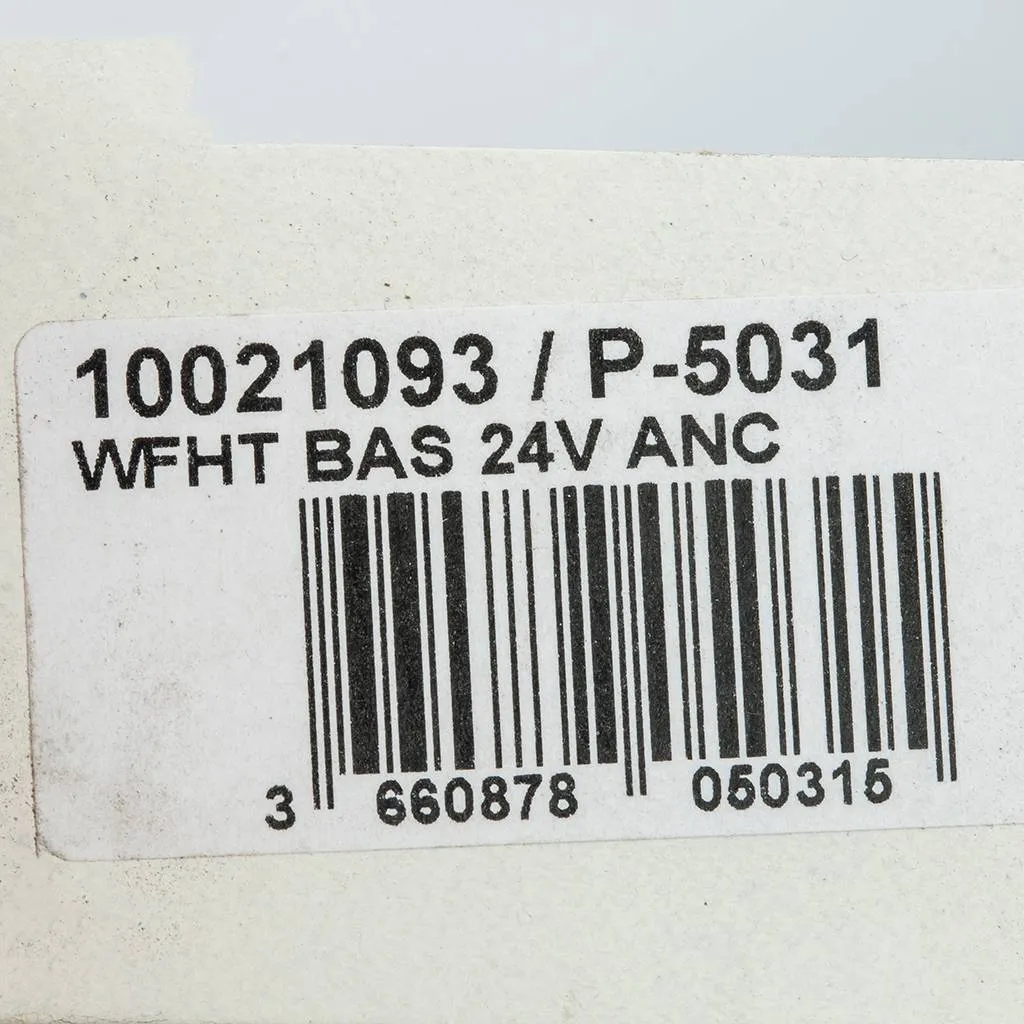 10021093 / P-5031
WFHT BAS 24V ANC
3 660878 050315